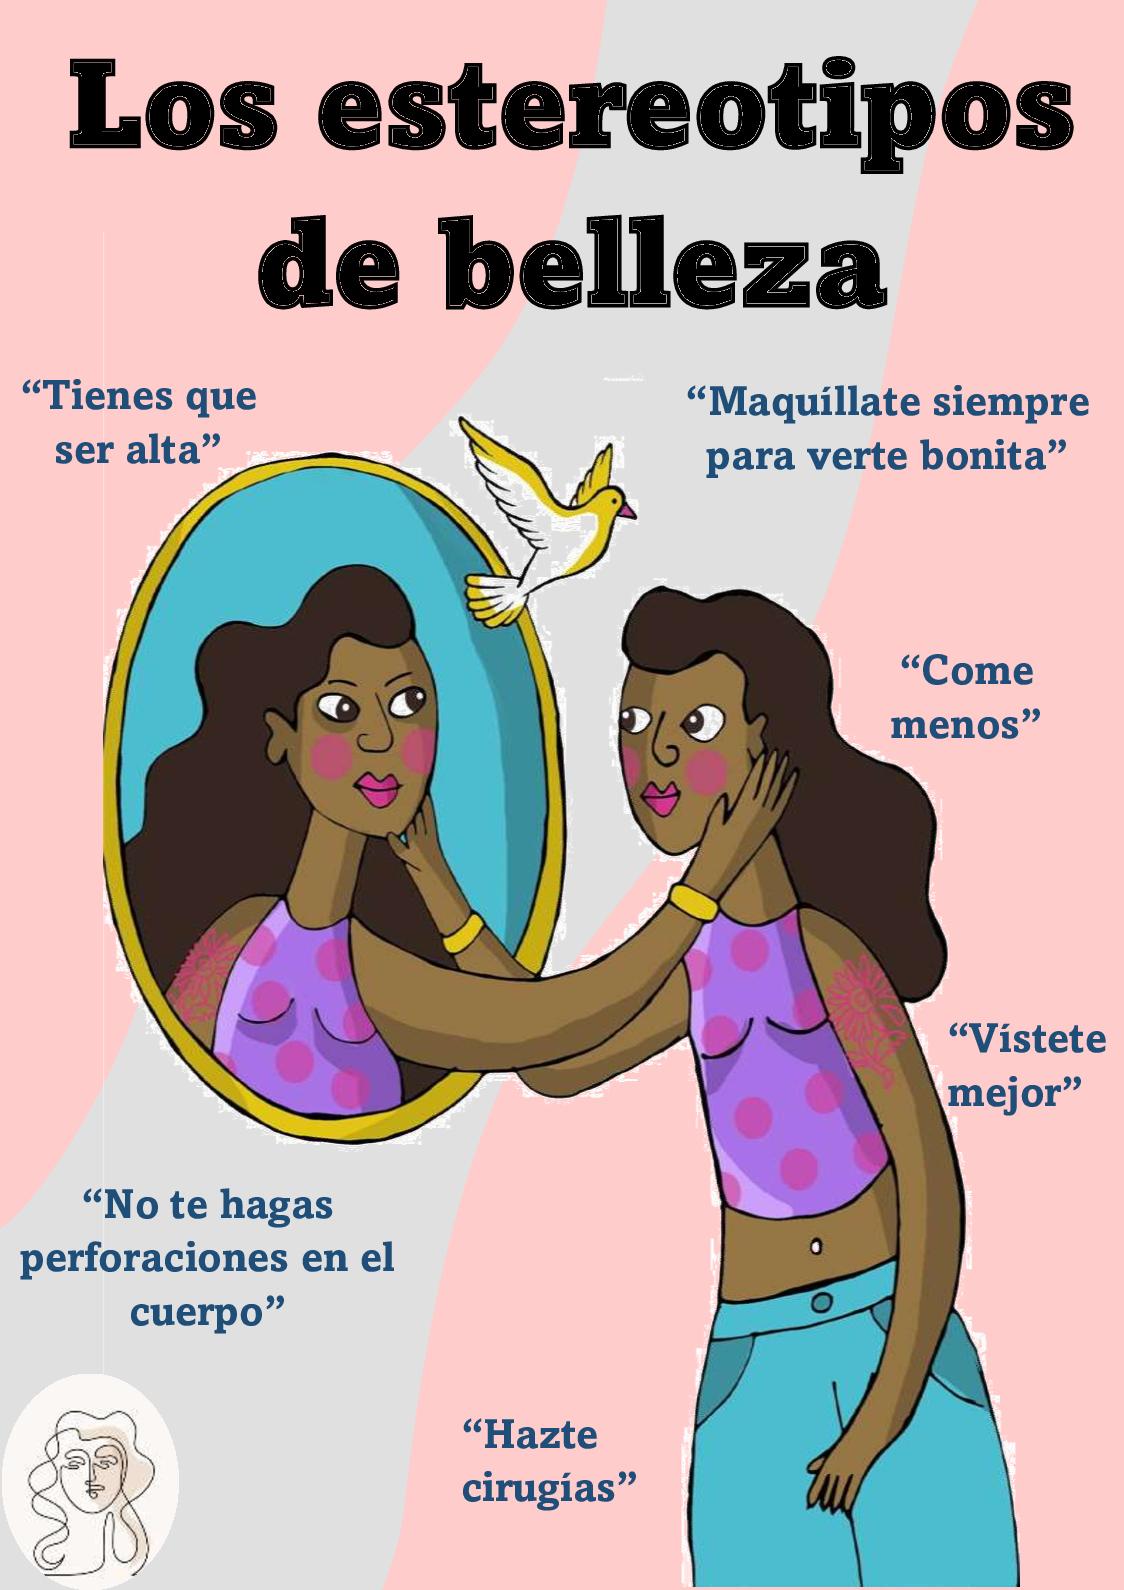 Los estereotipos
de belleza
“Tienes que
ser alta”
“Maquíllate siempre
para verte bonita”
“Come
menos”
“Vístete
mejor”
“No te hagas
perforaciones en el
cuerpo”
“Hazte
cirugías”